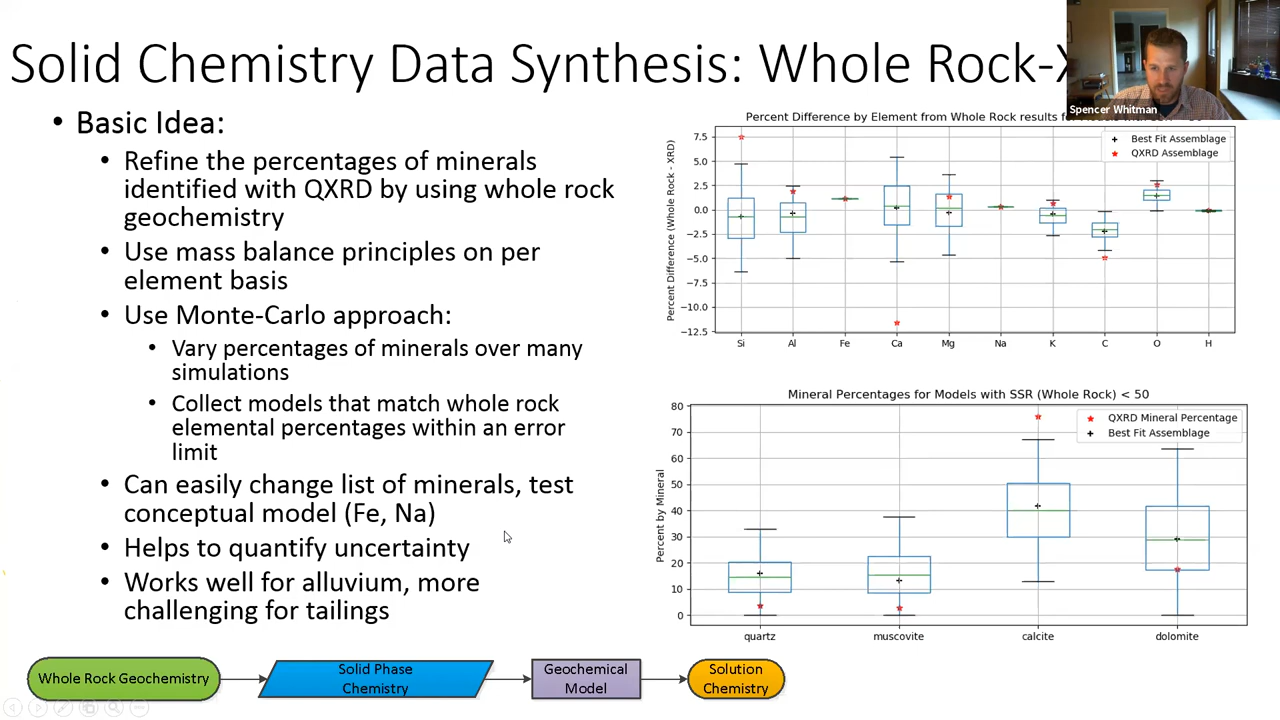 Solid Chemistry Data Synthesis: Whole Rock-X
Spencer Whitman
• Basic Idea:
• Refine the percentages of minerals
identified with QXRD by using whole rock
geochemistry
• Use mass balance principles on per
element basis
• Use Monte-Carlo approach:
• Vary percentages of minerals over many
simulations
• Collect models that match whole rock
elemental percentages within an error
limit
• Can easily change list of minerals, test
conceptual model (Fe, Na)
• Helps to quantify uncertainty
• Works well for alluvium, more
challenging for tailings
Percent Difference by Element from Whole Rock results for
Percent Difference (Whole Rock - XRD)
Best Fit Assemblage
QXRD Assemblage
7.5
5.0
2.5
0.0
−2.5
−5.0
−7.5
−10.0
−12.5
Si Al Fe Ca Mg Na K C O H
Mineral Percentages for Models with SSR (Whole Rock) < 50
Percent by Mineral
QXRD Mineral Percentage
Best Fit Assemblage
80
70
60
50
40
30
20
10
0
quartz muscovite calcite dolomite
Whole Rock Geochemistry
Solid Phase
Chemistry
Geochemical
Model
Solution
Chemistry